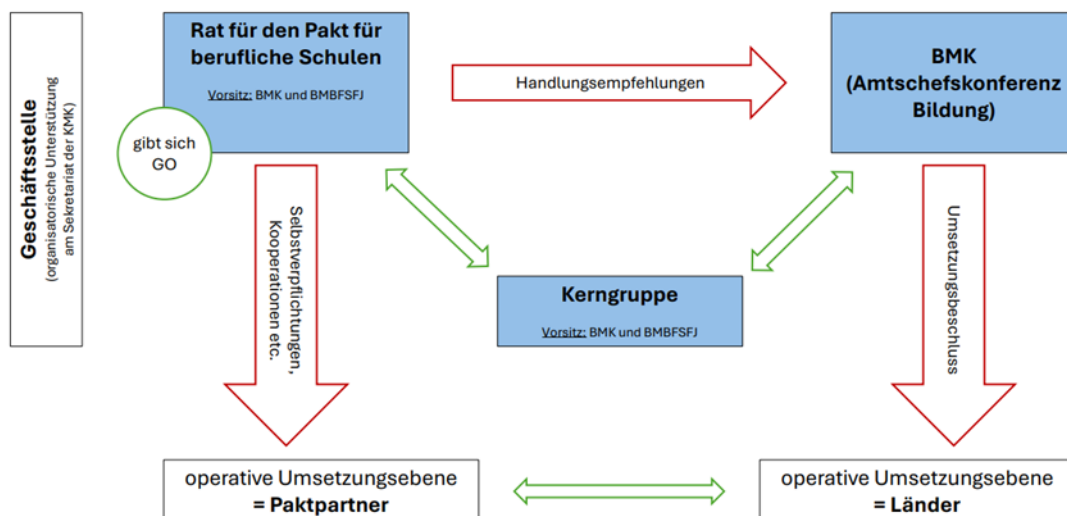 Geschäftsstelle
(organisatorische Unterstützung
am Sekretariat der KMK)
Rat für den Pakt für
berufliche Schulen
Vorsitz: BMK und BMBFSFJ
gibt sich
GO
Handlungsempfehlungen
BMK
(Amtschefskonferenz
Bildung)
Selbstverpflichtungen,
Kooperationen etc.
Kerngruppe
Vorsitz: BMK und BMBFSFJ
Umsetzungsbeschluss
operative Umsetzungsebene
= Paktpartner
operative Umsetzungsebene
= Länder